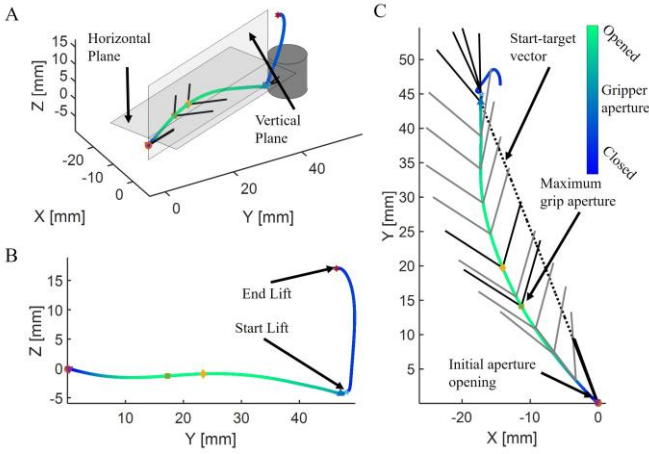 A
Horizontal
Plane
15
10
5
0
-5
Z [mm]
-20
-10
0
X [mm]
0
20
40
Y [mm]
Vertical
Plane
B
15
10
5
0
-5
Z [mm]
End Lift
Start Lift
10
20
30
40
Y [mm]
C
50
45
40
35
30
25
20
15
10
5
Y [mm]
Start-target
vector
Opened
Gripper
aperture
Closed
Maximum
grip aperture
Initial aperture
opening
-20
-10
0
X [mm]